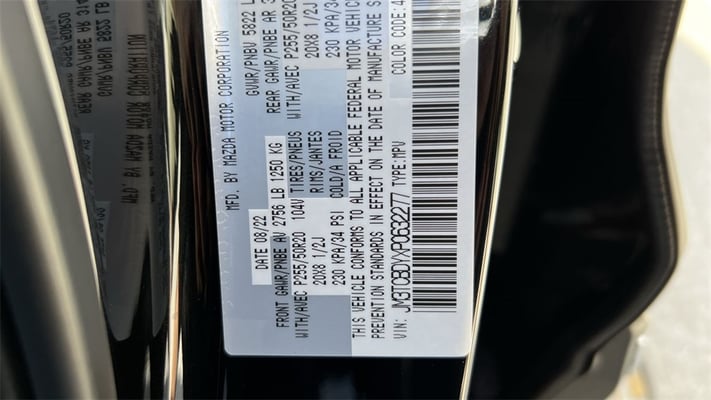 MFD. BY MAZDA MOTOR CORPORATION
DATE 08/22 GVWR/PNBV 5822 L
FRONT GAWR/PNBE AV 2756 LB 1250 KG REAR GAWR/PNBE AR 3
WITH/AVEC P255/50R20 104V TIRES/PNEUS WITH/AVEC P255/50R20
20X8 1/2J RIMS/JANTES 20X8 1/2J
230 KPA/34 PSI COLD/A FROID 230 KPA/34
THIS VEHICLE CONFORMS TO ALL APPLICABLE FEDERAL MOTOR VEHICL
PREVENTION STANDARDS IN EFFECT ON THE DATE OF MANUFACTURE S
VIN: JM3TCBDYXP0632277 TYPE:MPV COLOR CODE:4